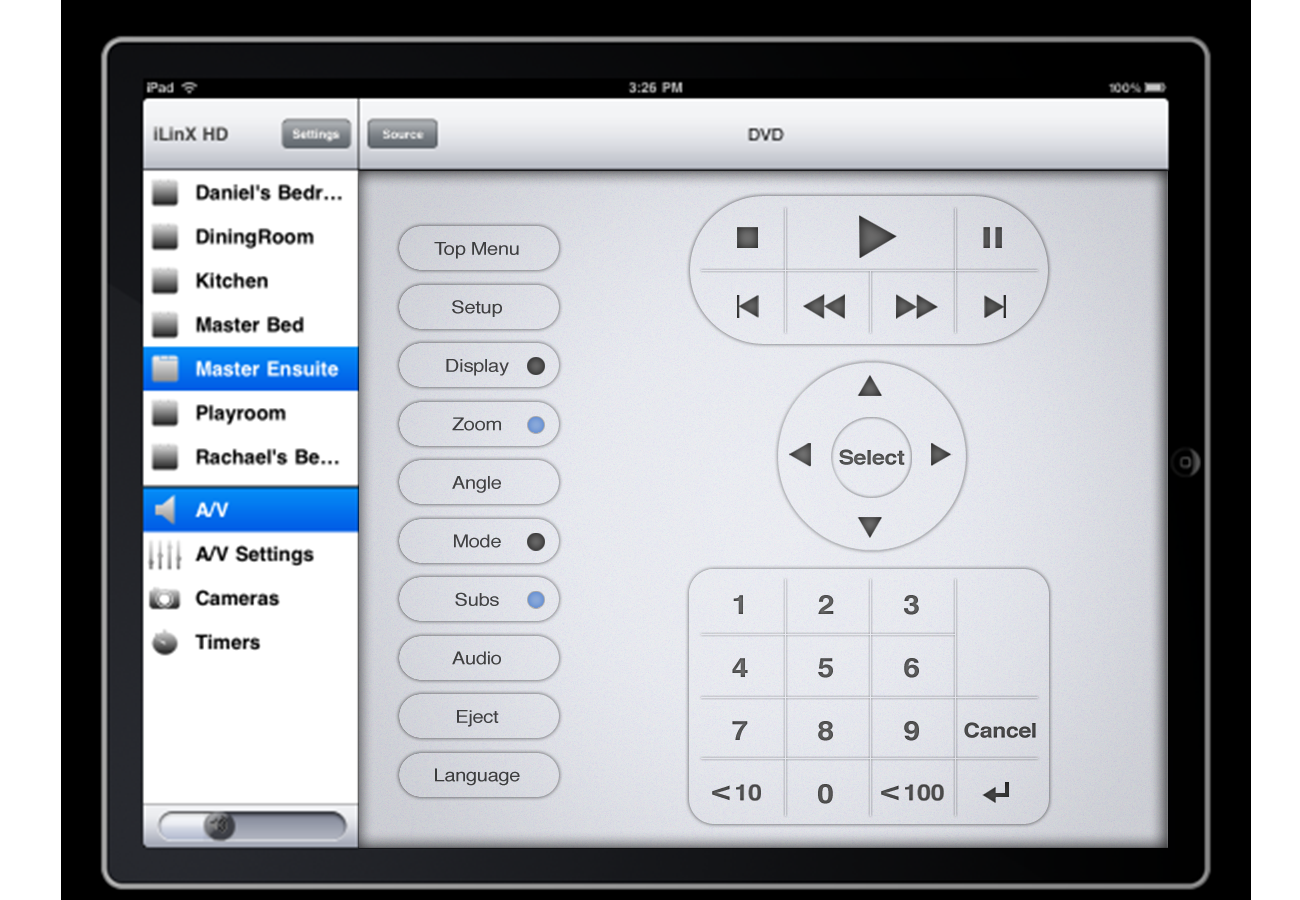 iPad 3:26 PM 100%
iLinX HD Settings Source DVD
Daniel's Bedr...
DiningRoom
Kitchen
Master Bed
Master Ensuite
Playroom
Rachael's Be...
A/V
A/V Settings
Cameras
Timers
Top Menu
Setup
Display
Zoom
Angle
Mode
Subs
Audio
Eject
Language
Select
1 2 3
4 5 6
7 8 9 Cancel
<10 0 <100